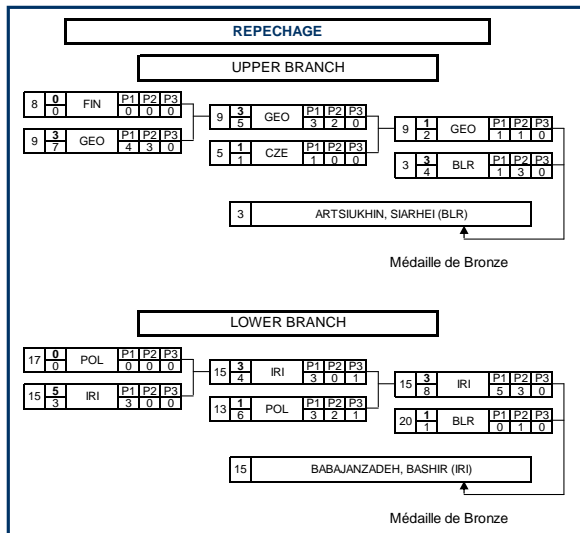 REPECHAGE
UPPER BRANCH
8 0 0 FIN P1 P2 P3 0 0 0
9 3 7 GEO P1 P2 P3 4 3 0
9 3 5 GEO P1 P2 P3 3 2 0
5 1 1 CZE P1 P2 P3 1 0 0
9 1 2 GEO P1 P2 P3 1 1 0
3 3 4 BLR P1 P2 P3 1 3 0
3 ARTSIUKHIN, SIARHEI (BLR)
Médaille de Bronze
LOWER BRANCH
17 0 0 POL P1 P2 P3 0 0 0
15 5 3 IRI P1 P2 P3 3 0 0
15 3 4 IRI P1 P2 P3 3 0 1
13 1 6 POL P1 P2 P3 3 2 1
15 3 8 IRI P1 P2 P3 5 3 0
20 1 1 BLR P1 P2 P3 0 1 0
15 BABAJANZADEH, BASHIR (IRI)
Médaille de Bronze